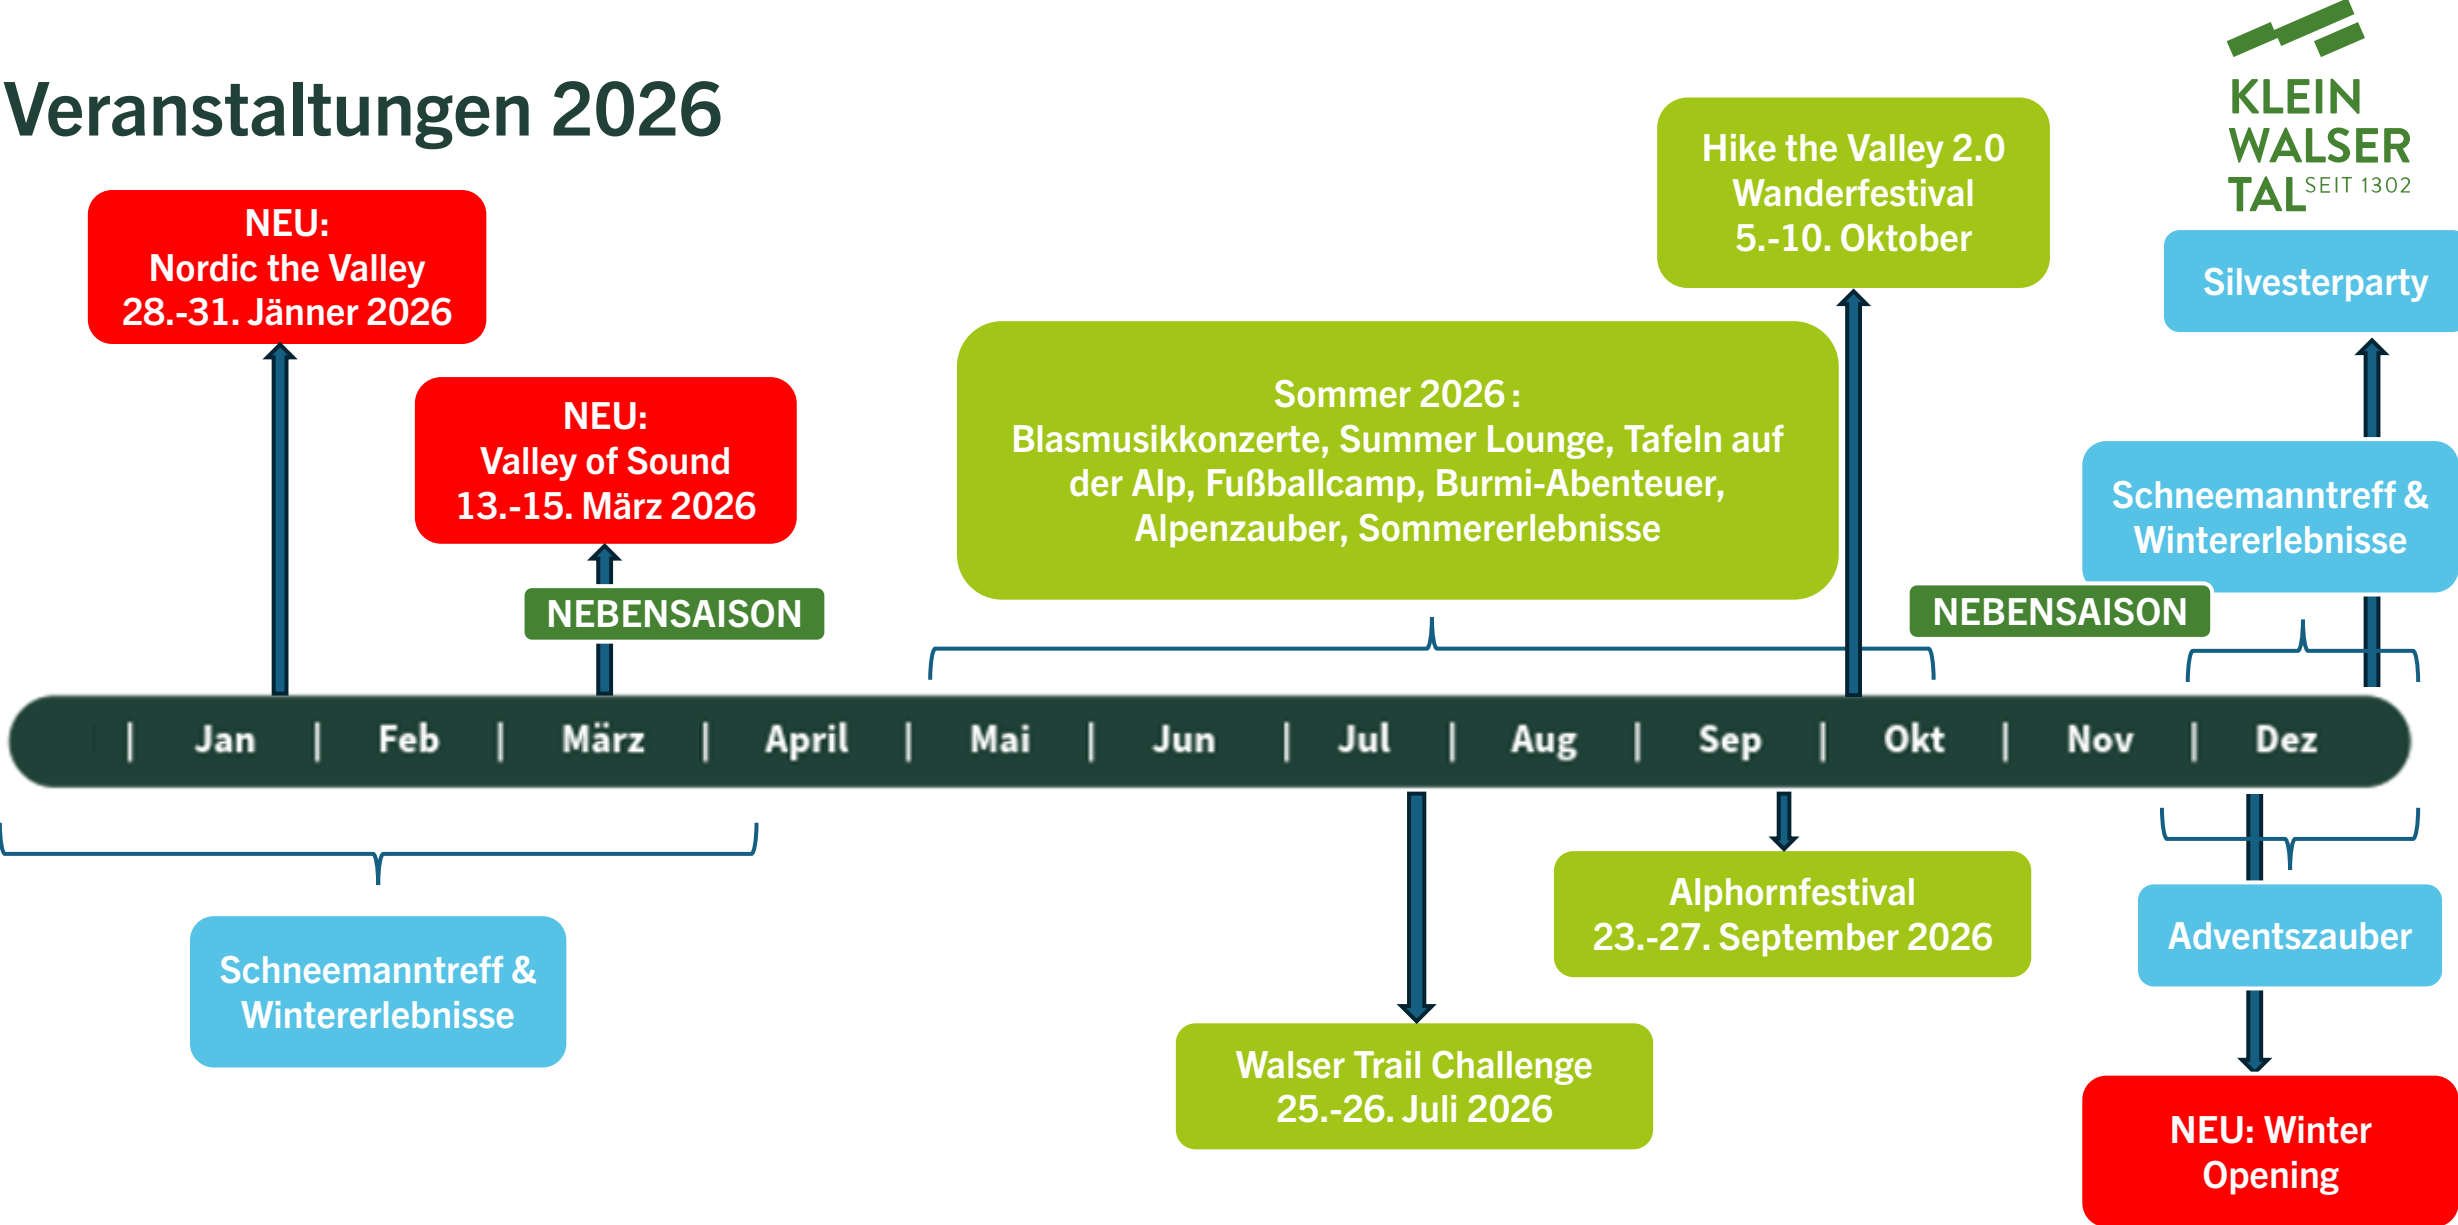 Veranstaltungen 2026
KLEIN
WALSER
TAL SEIT 1302
NEU:
Nordic the Valley
28.-31. Jänner 2026
NEU:
Valley of Sound
13.-15. März 2026
NEBENSAISON
Sommer 2026 :
Blasmusikkonzerte, Summer Lounge, Tafeln auf
der Alp, Fußballcamp, Burmi-Abenteuer,
Alpenzauber, Sommererlebnisse
Hike the Valley 2.0
Wanderfestival
5.-10. Oktober
Silvesterparty
Schneemanntreff &
Wintererlebnisse
NEBENSAISON
| Jan | Feb | März | April | Mai | Jun | Jul | Aug | Sep | Okt | Nov | Dez
Schneemanntreff &
Wintererlebnisse
Walser Trail Challenge
25.-26. Juli 2026
Alphornfestival
23.-27. September 2026
Adventszauber
NEU: Winter
Opening